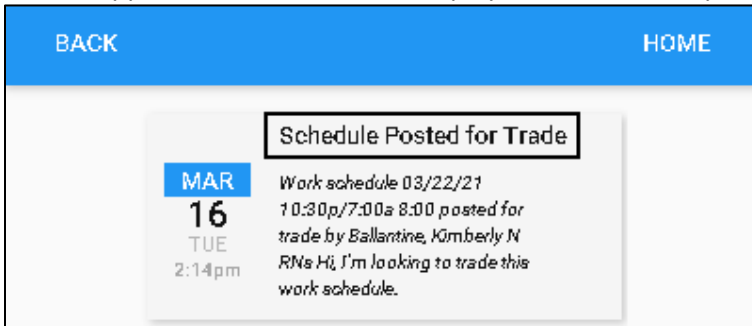 BACK
HOME
Schedule Posted for Trade
MAR
16
TUE
2:14pm
Work schedule 03/22/21
10:30p/7:00a 8:00 posted for
trade by Ballantine, Kimberly N
RNs Hi, I'm looking to trade this
work schedule.